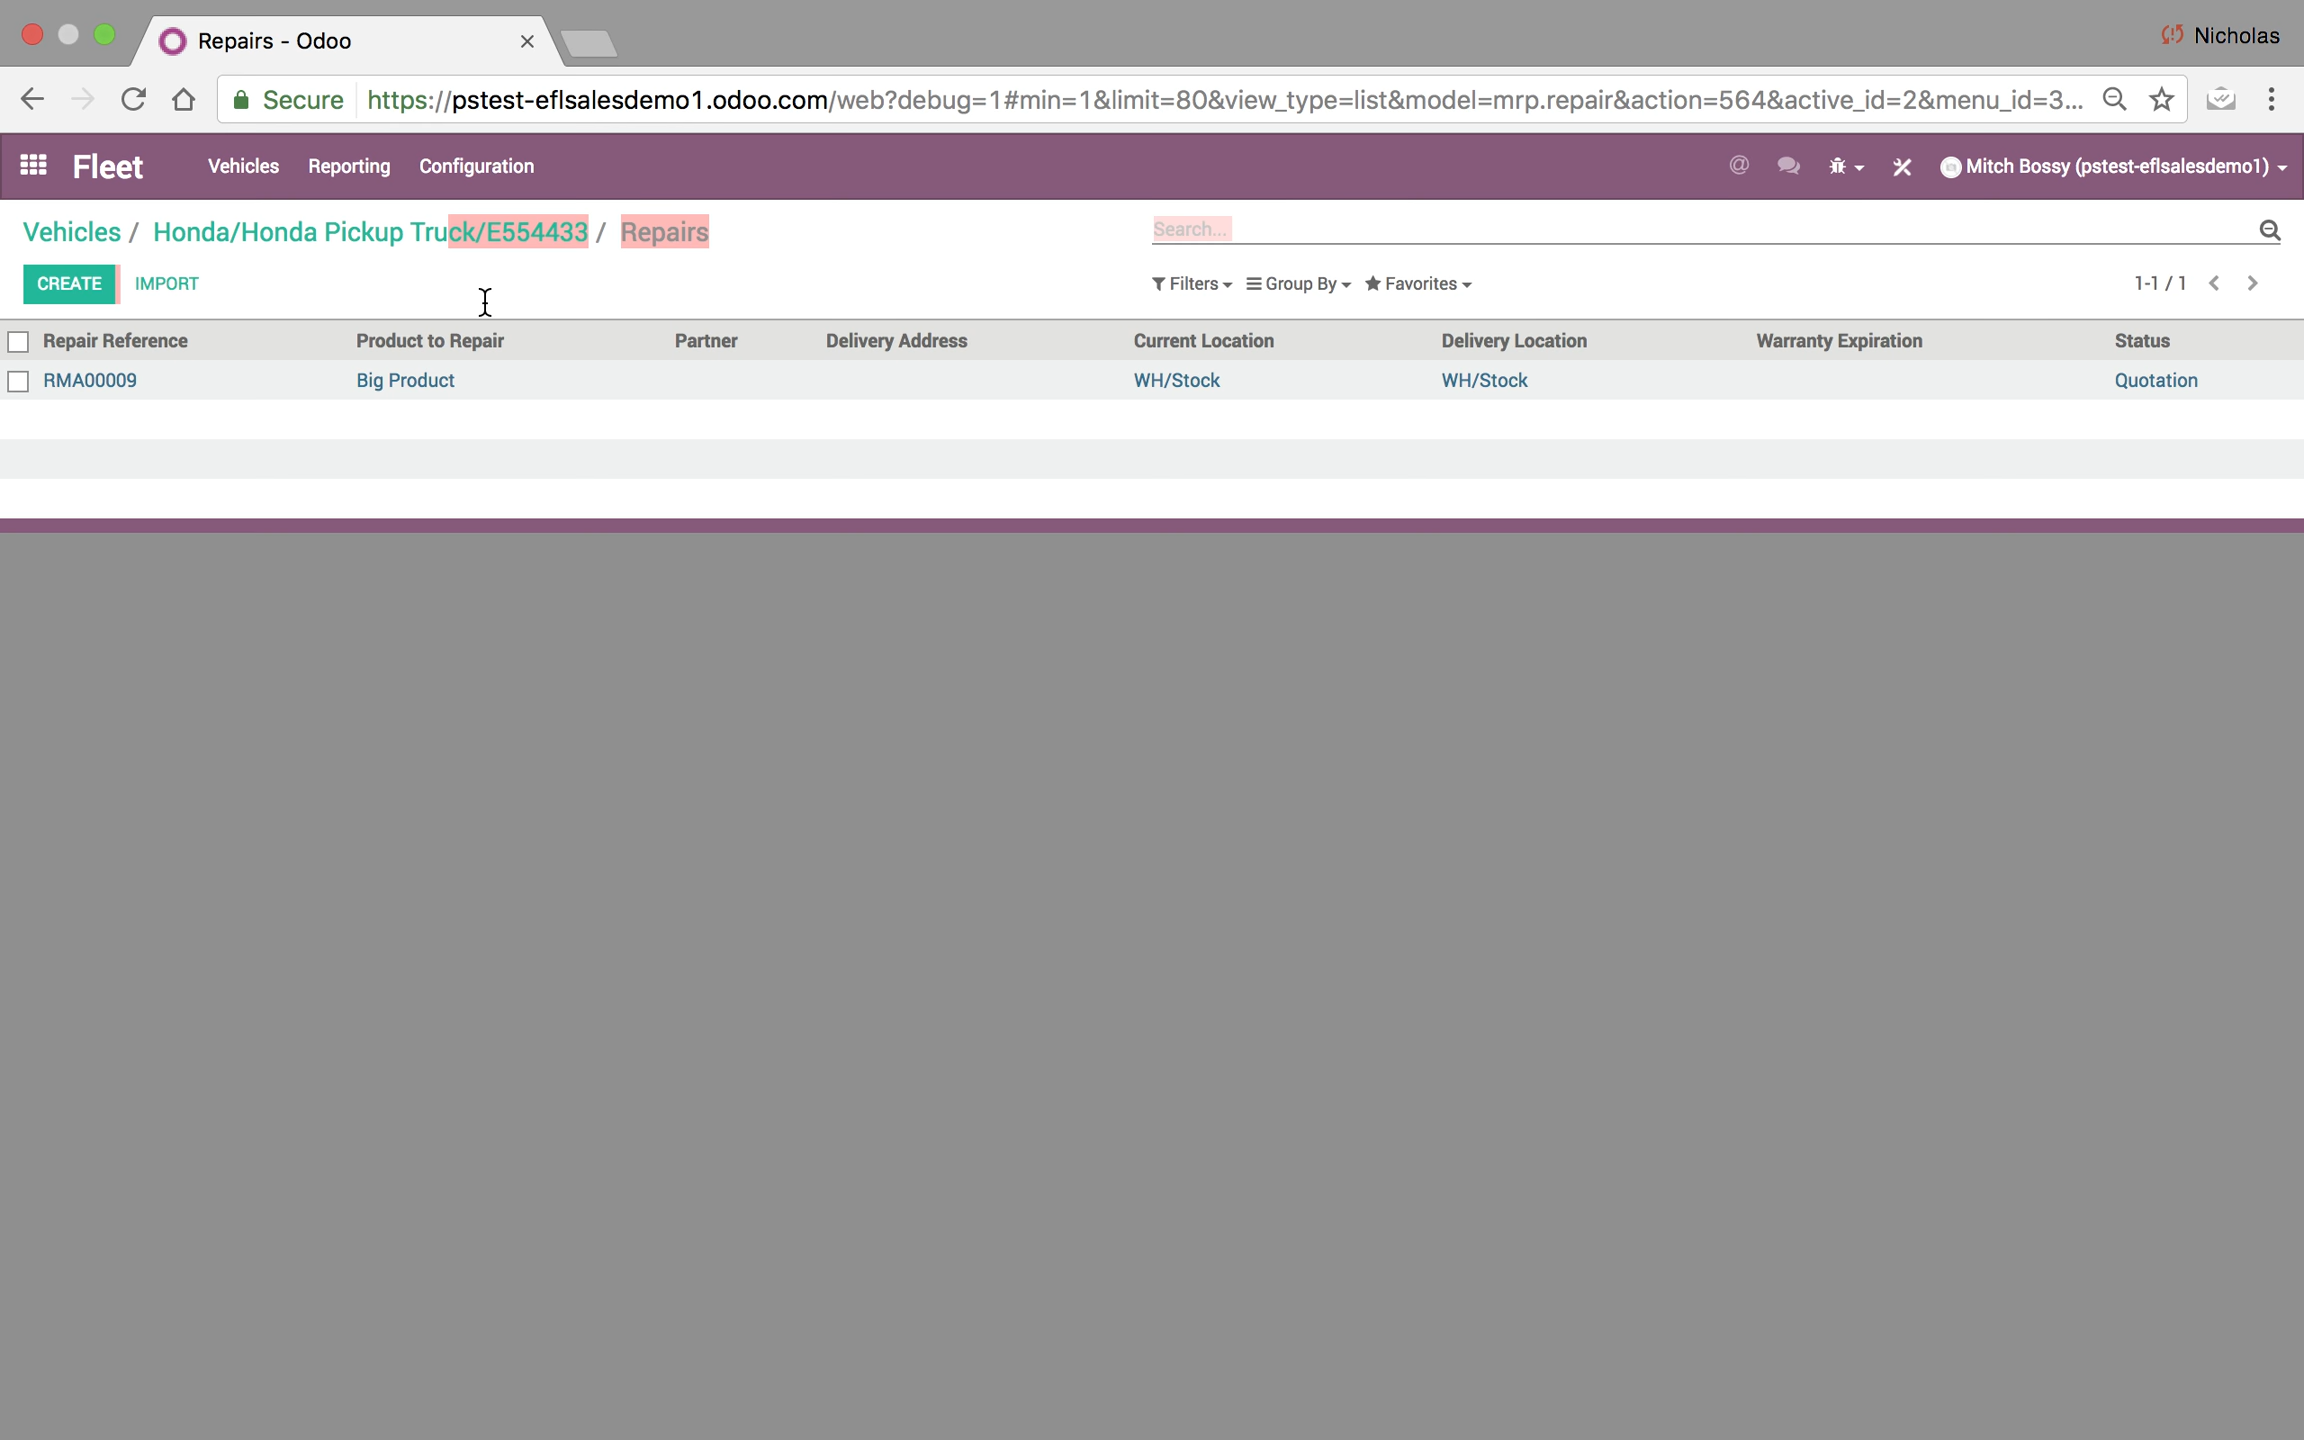 Repairs - Odoo
Nicholas
Secure https://pstest-eflsalesdemo1.odoo.com/web?debug=1#min=1&limit=80&view_type=list&model=mrp.repair&action=564&active_id=2&menu_id=3...
Fleet Vehicles Reporting Configuration @ Mitch Bossy (pstest-eflsalesdemo1)
Vehicles / Honda/Honda Pickup Truck/E554433 / Repairs
Search...
CREATE IMPORT Filters Group By Favorites 1-1 / 1
Repair Reference Product to Repair Partner Delivery Address Current Location Delivery Location Warranty Expiration Status
RMA00009 Big Product WH/Stock WH/Stock Quotation